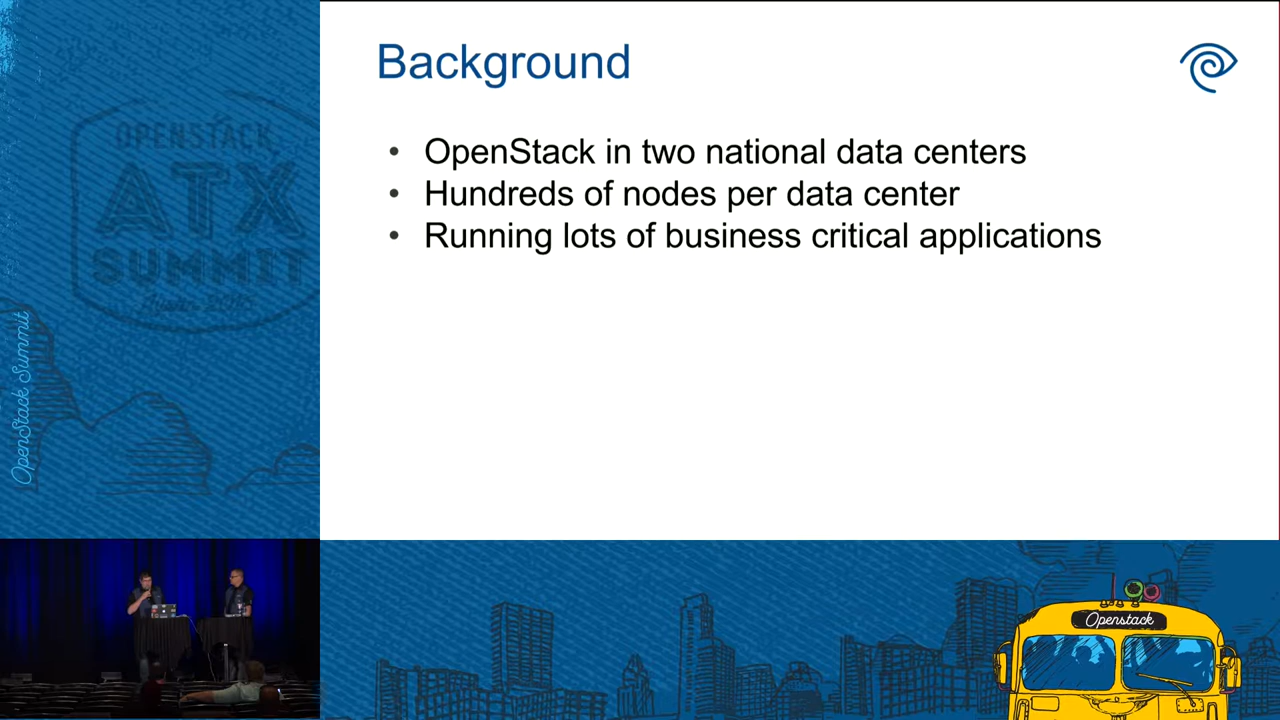 Background
• OpenStack in two national data centers
• Hundreds of nodes per data center
• Running lots of business critical applications
OPENSTACK
ATX
SUMMIT
OpenStack Summit
Openstack